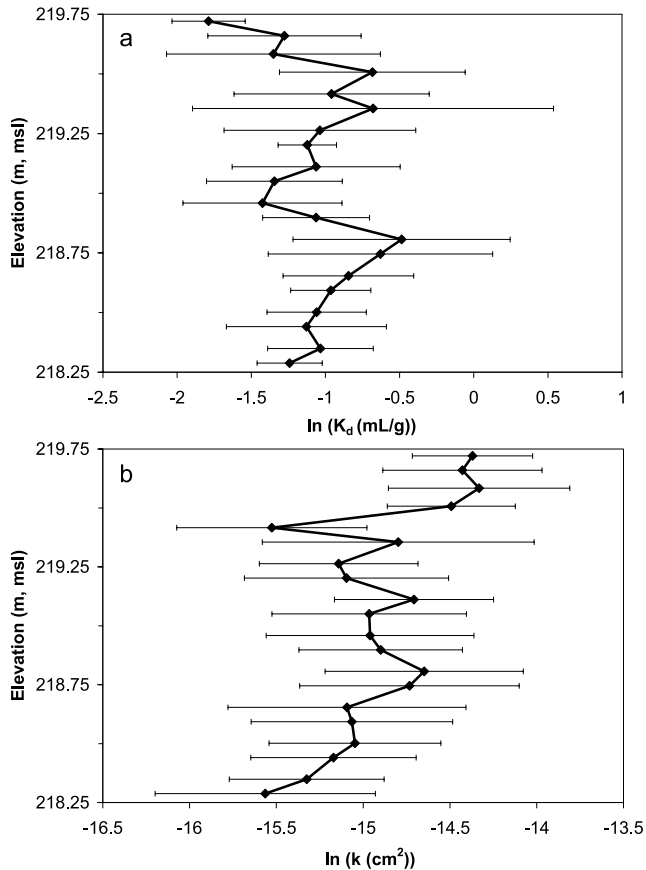 a
219.75
219.25
218.75
218.25
Elevation (m, msl)
-2.5 -2 -1.5 -1 -0.5 0 0.5 1
ln (Kd (mL/g))
b
219.75
219.25
218.75
218.25
Elevation (m, msl)
-16.5 -16 -15.5 -15 -14.5 -14 -13.5
ln (k (cm²))